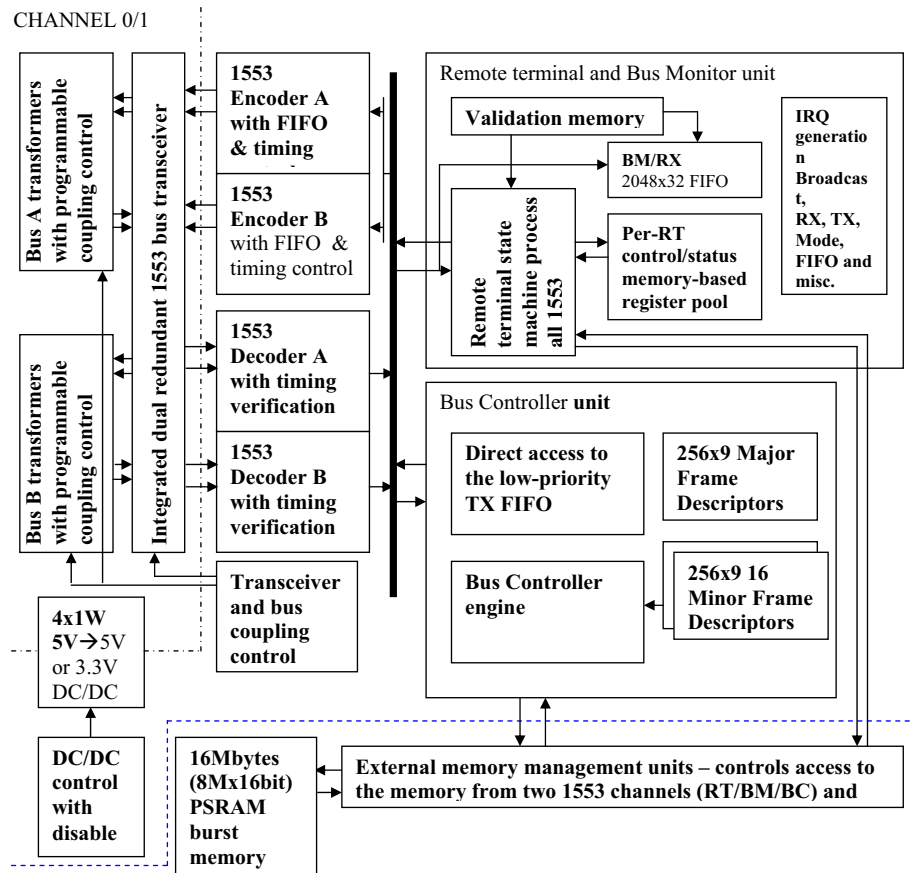 CHANNEL 0/1
Bus A transformers
with programmable
coupling control
Bus B transformers
with programmable
coupling control
Integrated dual redundant 1553 bus transceiver
1553
Encoder A
with FIFO
& timing
1553
Encoder B
with FIFO &
timing control
1553
Decoder A
with timing
verification
1553
Decoder B
with timing
verification
Transceiver
and bus
coupling
control
4x1W
5V→5V
or 3.3V
DC/DC
DC/DC
control
with
disable
Remote terminal and Bus Monitor unit
Validation memory
BM/RX
2048x32 FIFO
Remote
terminal state
machine process
all 1553
Per-RT
control/status
memory-based
register pool
IRQ
generatio
n
Broadcas
t,
RX, TX,
Mode,
FIFO and
misc.
Bus Controller unit
Direct access to
the low-priority
TX FIFO
256x9 Major
Frame
Descriptors
Bus Controller
engine
256x9 16
Minor Frame
Descriptors
16Mbytes
(8Mx16bit)
PSRAM
burst
memory
External memory management units – controls access to
the memory from two 1553 channels (RT/BM/BC) and